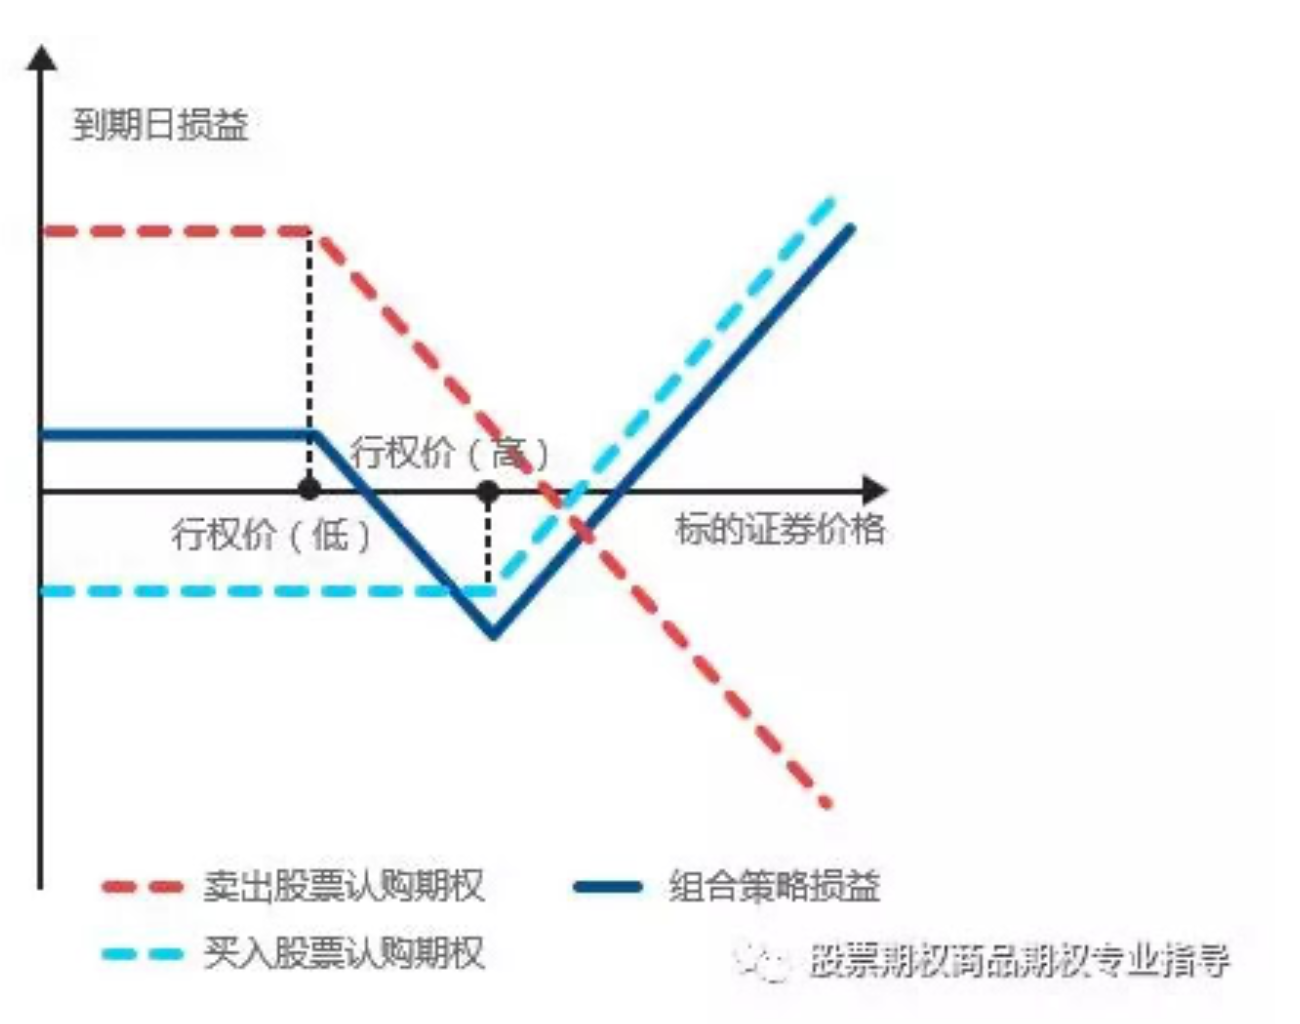 到期日损益
行权价（高）
行权价（低）
标的证券价格
卖出股票认购期权
组合策略损益
买入股票认购期权
股票期权商品期权专业指导